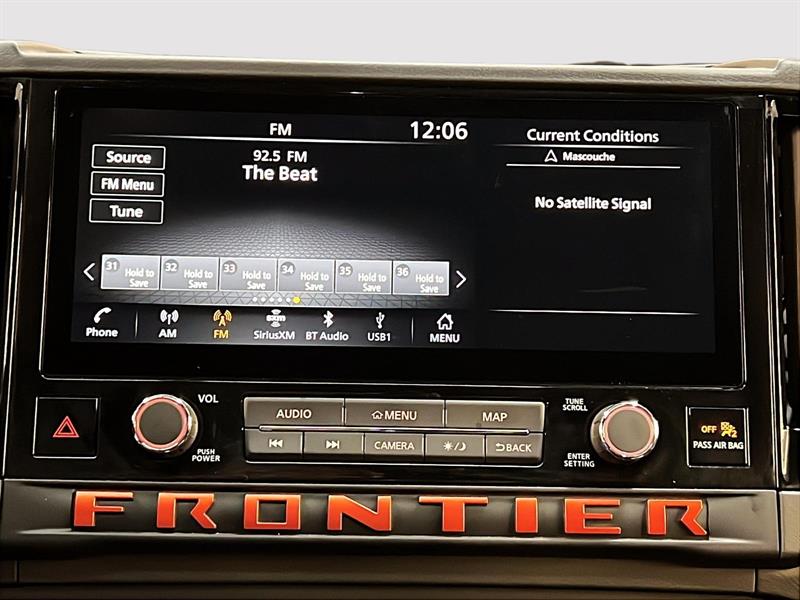 FM
12:06
92.5 FM
The Beat
Source
FM Menu
Tune
Current Conditions
Mascouche
No Satellite Signal
31 Hold to Save
32 Hold to Save
33 Hold to Save
34 Hold to Save
35 Hold to Save
36 Hold to Save
Phone
AM
FM
sxm
SiriusXM
BT Audio
USB1
MENU
VOL
PUSH
POWER
AUDIO
MENU
MAP
CAMERA
BACK
TUNE
SCROLL
ENTER
SETTING
OFF 2
PASS AIR BAG
FRONTIER